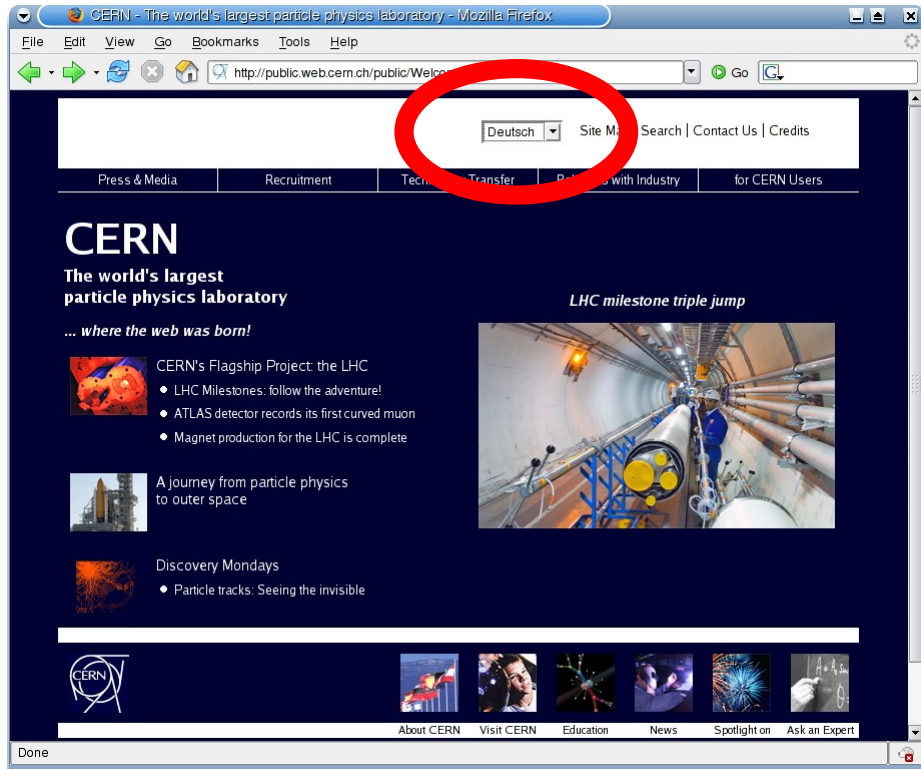 CERN - The world's largest particle physics laboratory - Mozilla Firefox
File Edit View Go Bookmarks Tools Help
http://public.web.cern.ch/public/ Go G
Deutsch Site Search | Contact Us | Credits
Press & Media Recruitment Transfer with Industry for CERN Users
CERN
The world's largest
particle physics laboratory
... where the web was born!
LHC milestone triple jump
CERN's Flagship Project: the LHC
LHC Milestones: follow the adventure!
ATLAS detector records its first curved muon
Magnet production for the LHC is complete
A journey from particle physics
to outer space
Discovery Mondays
Particle tracks: Seeing the invisible
CERN
About CERN Visit CERN Education News Spotlight on Ask an Expert
Done